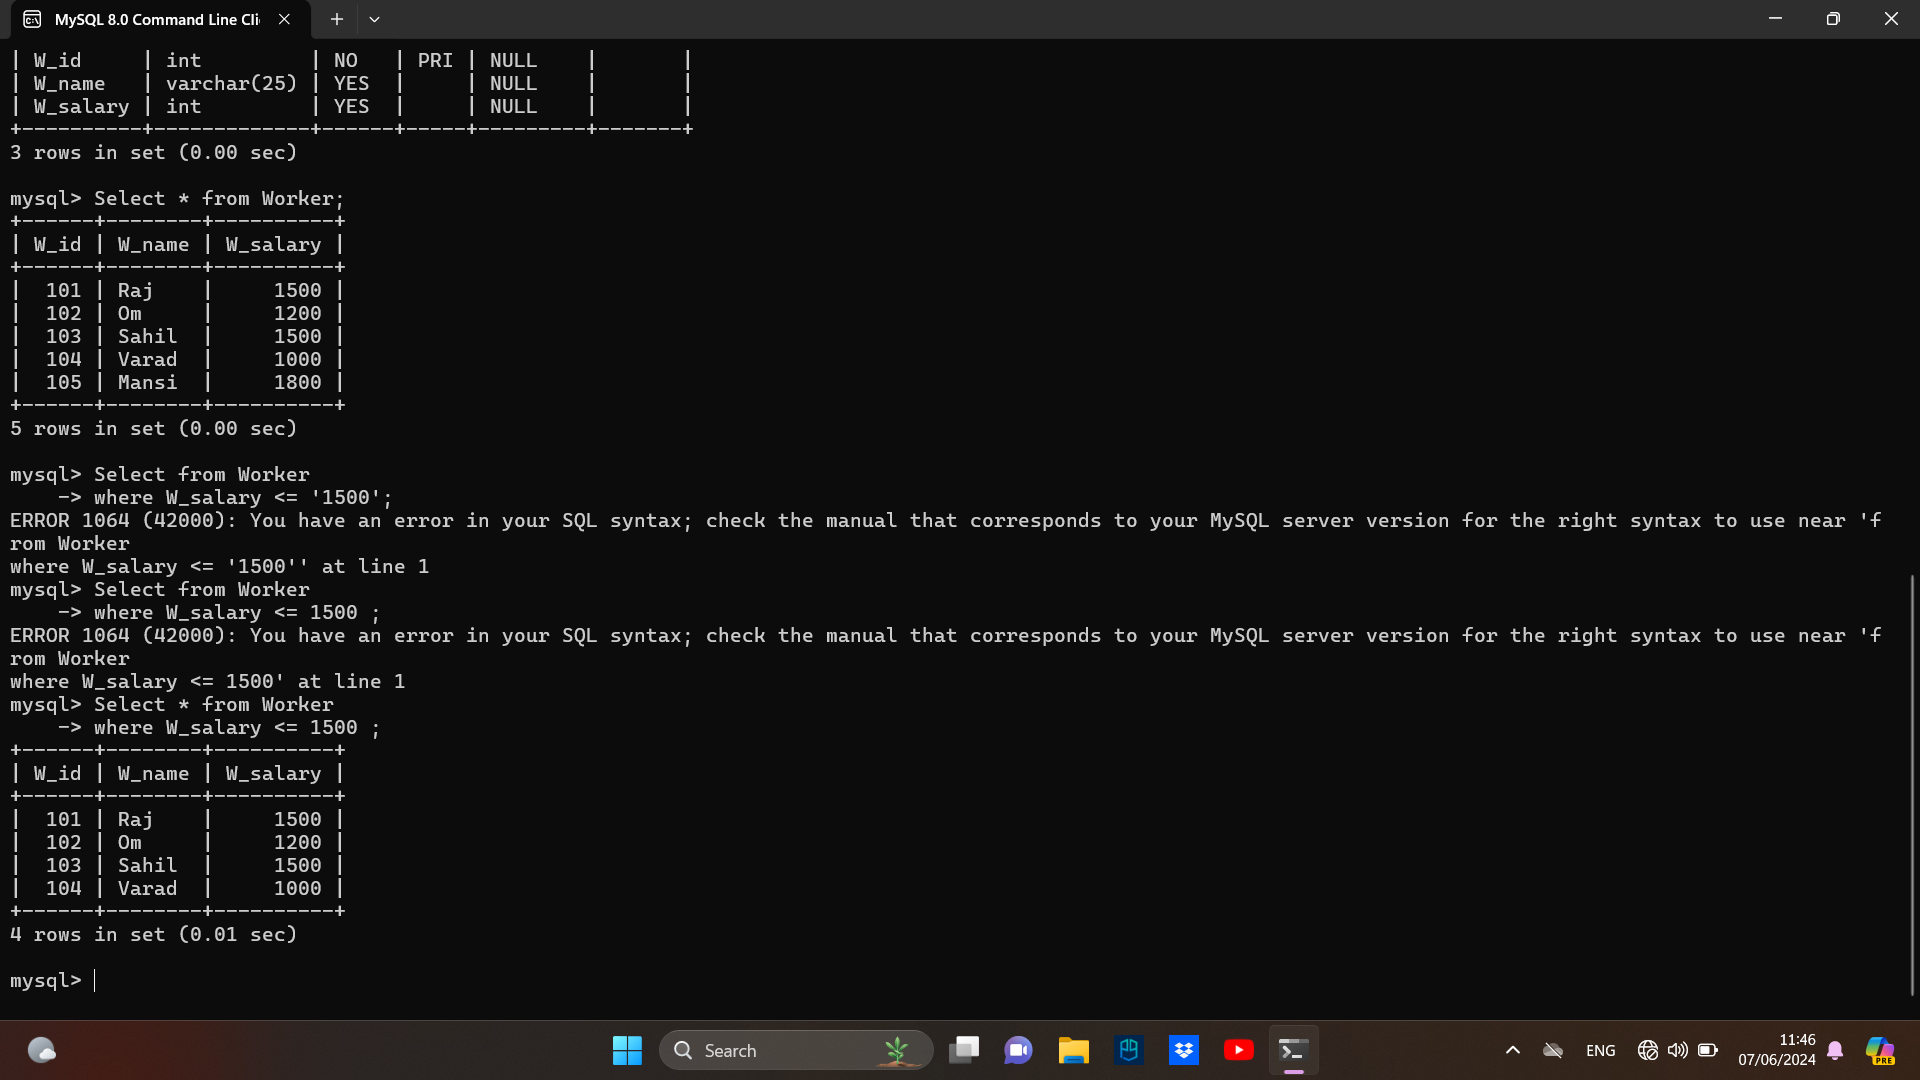 MySQL 8.0 Command Line Cli
| W_id     | int         | NO   | PRI | NULL    |       |
| W_name   | varchar(25) | YES  |     | NULL    |       |
| W_salary | int         | YES  |     | NULL    |       |
+----------+-------------+------+-----+---------+-------+
3 rows in set (0.00 sec)
mysql> Select * from Worker;
+------+--------+----------+
| W_id | W_name | W_salary |
+------+--------+----------+
|  101 | Raj    |     1500 |
|  102 | Om     |     1200 |
|  103 | Sahil  |     1500 |
|  104 | Varad  |     1000 |
|  105 | Mansi  |     1800 |
+------+--------+----------+
5 rows in set (0.00 sec)
mysql> Select from Worker
    -> where W_salary <= '1500';
ERROR 1064 (42000): You have an error in your SQL syntax; check the manual that corresponds to your MySQL server version for the right syntax to use near 'f
rom Worker
where W_salary <= '1500'' at line 1
mysql> Select from Worker
    -> where W_salary <= 1500 ;
ERROR 1064 (42000): You have an error in your SQL syntax; check the manual that corresponds to your MySQL server version for the right syntax to use near 'f
rom Worker
where W_salary <= 1500' at line 1
mysql> Select * from Worker
    -> where W_salary <= 1500 ;
+------+--------+----------+
| W_id | W_name | W_salary |
+------+--------+----------+
|  101 | Raj    |     1500 |
|  102 | Om     |     1200 |
|  103 | Sahil  |     1500 |
|  104 | Varad  |     1000 |
+------+--------+----------+
4 rows in set (0.01 sec)
mysql>
Search
ENG
11:46
07/06/2024
PRE